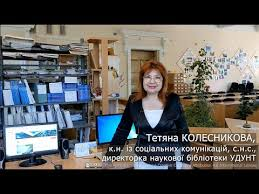 Тетяна КОЛЕСНИКОВА,
к.н. із соціальних комунікацій, с.н.с.,
директорка наукової бібліотеки УДУНТ